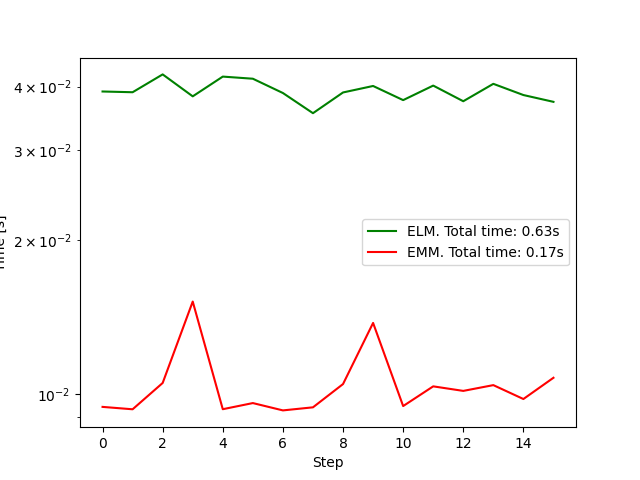 4 × 10⁻²
3 × 10⁻²
2 × 10⁻²
10⁻²
ELM. Total time: 0.63s
EMM. Total time: 0.17s
0 2 4 6 8 10 12 14
Step